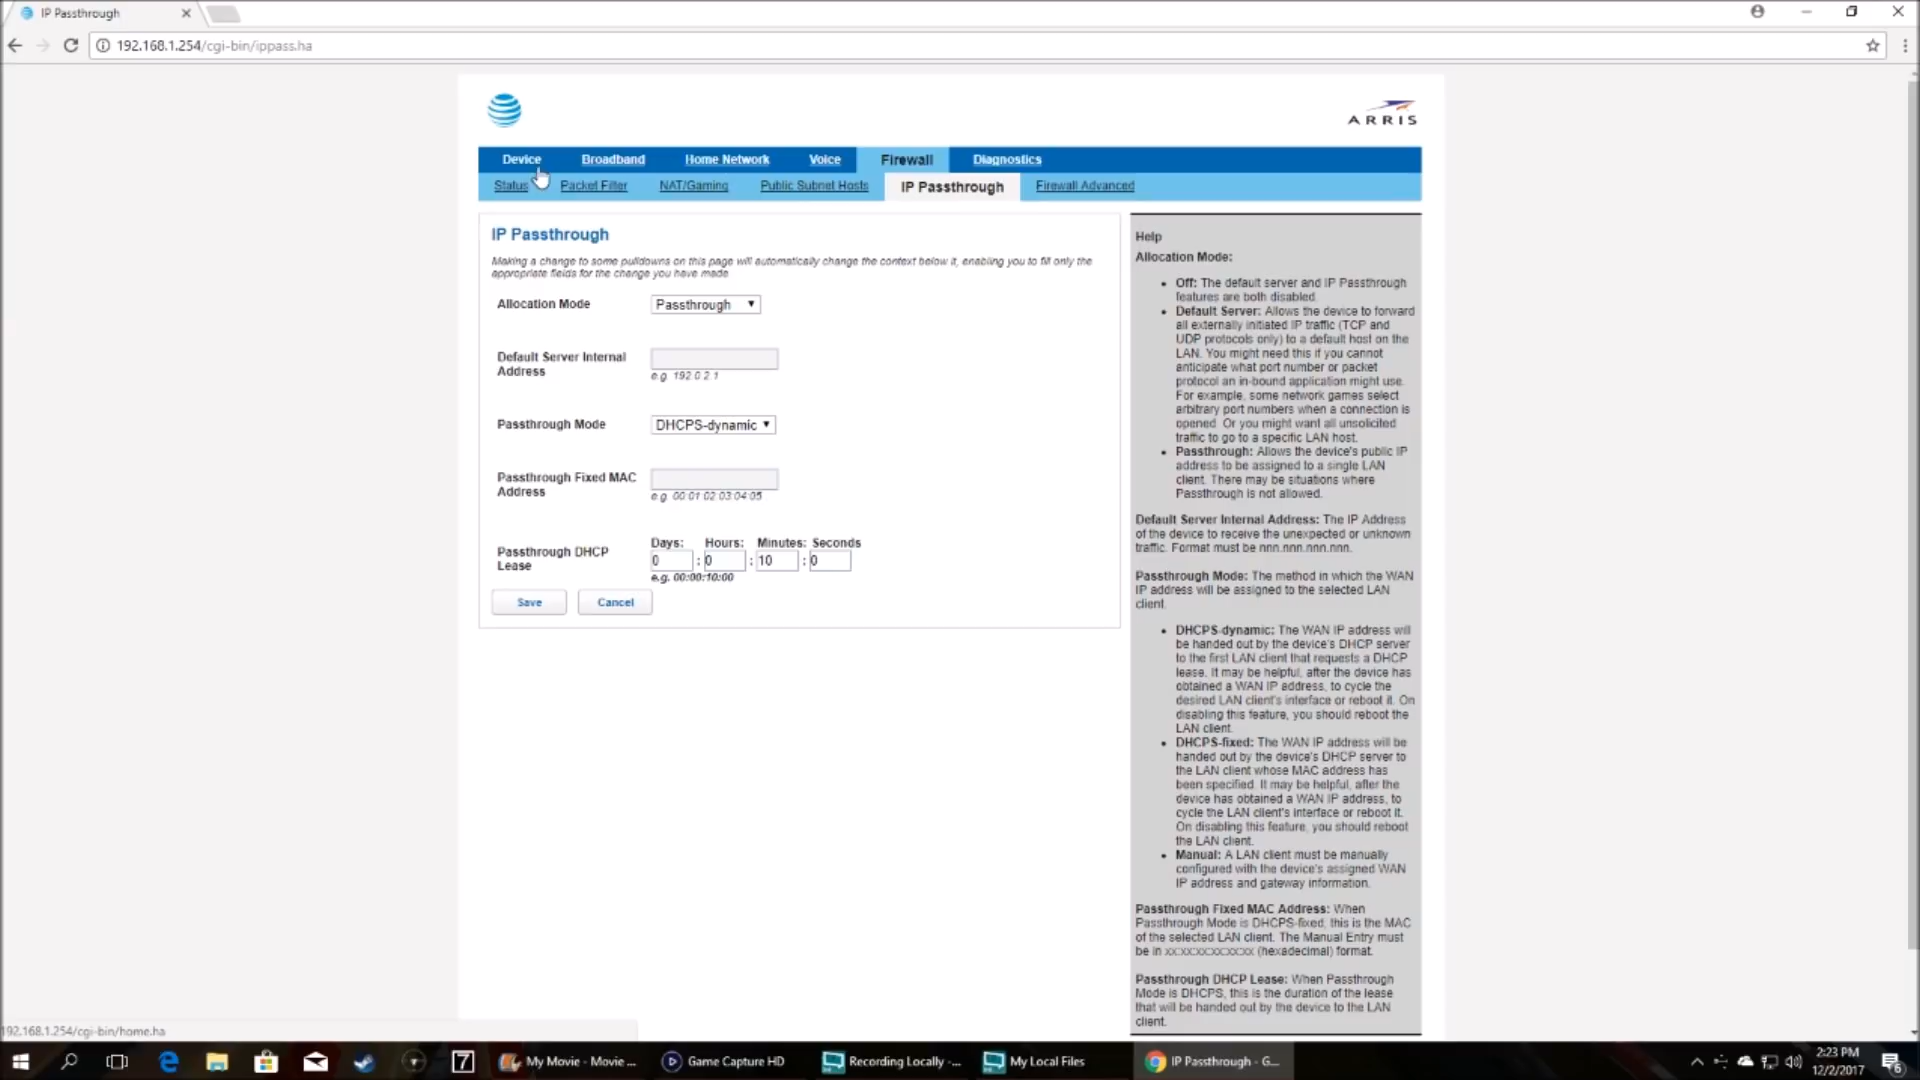 IP Passthrough
192.168.1.254/cgi-bin/ippass.ha
ARRIS
Device Broadband Home Network Voice Firewall Diagnostics
Status Packet Filter NAT/Gaming Public Subnet Hosts IP Passthrough Firewall Advanced
IP Passthrough
Making a change to some pulldowns on this page will automatically change the context below it, enabling you to fill only the
appropriate fields for the change you have made
Allocation Mode Passthrough
Default Server Internal
Address
e.g. 192.0.2.1
Passthrough Mode DHCPS-dynamic
Passthrough Fixed MAC
Address
e.g. 00:01:02:03:04:05
Passthrough DHCP
Lease
Days: Hours: Minutes: Seconds
0 : 0 : 10 : 0
e.g. 00:00:10:00
Save Cancel
Help
Allocation Mode:
• Off: The default server and IP Passthrough
features are both disabled.
• Default Server: Allows the device to forward
all externally initiated IP traffic (TCP and
UDP protocols only) to a default host on the
LAN. You might need this if you cannot
anticipate what port number or packet
protocol an in-bound application might use.
For example, some network games select
arbitrary port numbers when a connection is
opened. Or you might want all unsolicited
traffic to go to a specific LAN host.
• Passthrough: Allows the device's public IP
address to be assigned to a single LAN
client. There may be situations where
Passthrough is not allowed.
Default Server Internal Address: The IP Address
of the device to receive the unexpected or unknown
traffic. Format must be nnn.nnn.nnn.nnn.
Passthrough Mode: The method in which the WAN
IP address will be assigned to the selected LAN
client.
• DHCPS-dynamic: The WAN IP address will
be handed out by the device's DHCP server
to the first LAN client that requests a DHCP
lease. It may be helpful, after the device has
obtained a WAN IP address, to cycle the
desired LAN client's interface or reboot it. On
disabling this feature, you should reboot the
LAN client.
• DHCPS-fixed: The WAN IP address will be
handed out by the device's DHCP server to
the LAN client whose MAC address has
been specified. It may be helpful, after the
device has obtained a WAN IP address, to
cycle the LAN client's interface or reboot it.
On disabling this feature, you should reboot
the LAN client.
• Manual: A LAN client must be manually
configured with the device's assigned WAN
IP address and gateway information.
Passthrough Fixed MAC Address: When
Passthrough Mode is DHCPS-fixed, this is the MAC
of the selected LAN client. The Manual Entry must
be in xx:xx:xx:xx:xx:xx (hexadecimal) format.
Passthrough DHCP Lease: When Passthrough
Mode is DHCPS, this is the duration of the lease
that will be handed out by the device to the LAN
client.
192.168.1.254/cgi-bin/home.ha
7 My Movie - Movie ... Game Capture HD Recording Locally -... My Local Files IP Passthrough - G...
2:23 PM
12/2/2017
6